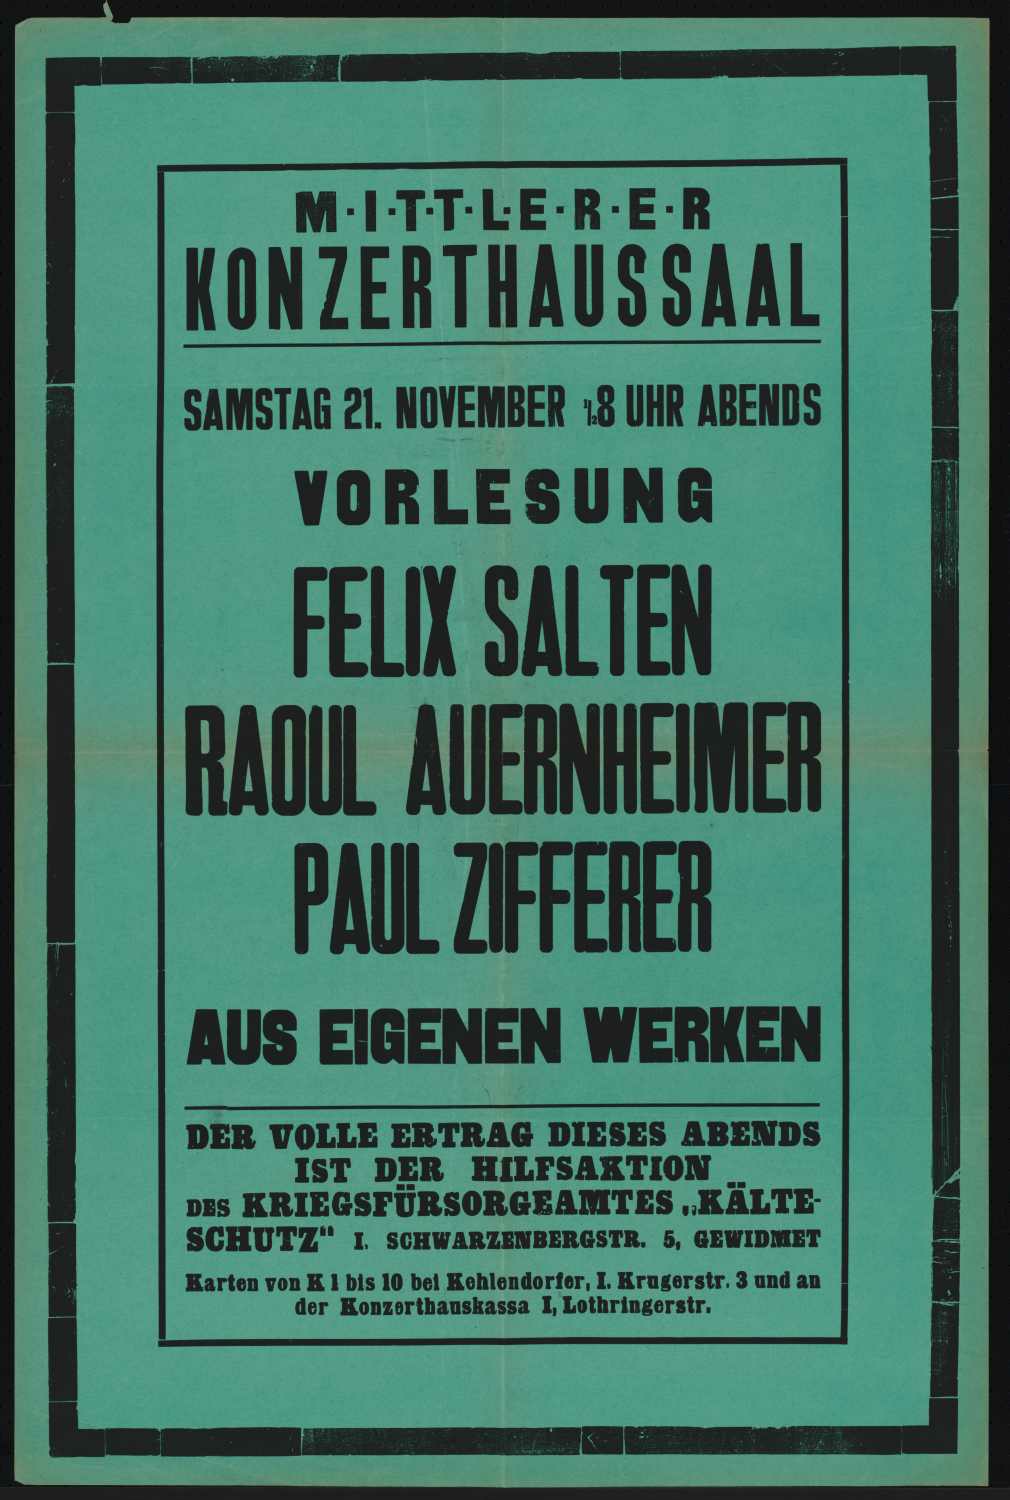 M·I·T·T·L·E·R·E·R
KONZERTHAUSSAAL
SAMSTAG 21. NOVEMBER ½8 UHR ABENDS
VORLESUNG
FELIX SALTEN
RAOUL AUERNHEIMER
PAUL ZIFFERER
AUS EIGENEN WERKEN
DER VOLLE ERTRAG DIESES ABENDS
IST DER HILFSAKTION
DES KRIEGSFÜRSORGEAMTES „KÄLTE-
SCHUTZ“ I. SCHWARZENBERGSTR. 5, GEWIDMET
Karten von K 1 bis 10 bei Kehlendorfer, I. Krugerstr. 3 und an
der Konzerthauskassa I, Lothringerstr.